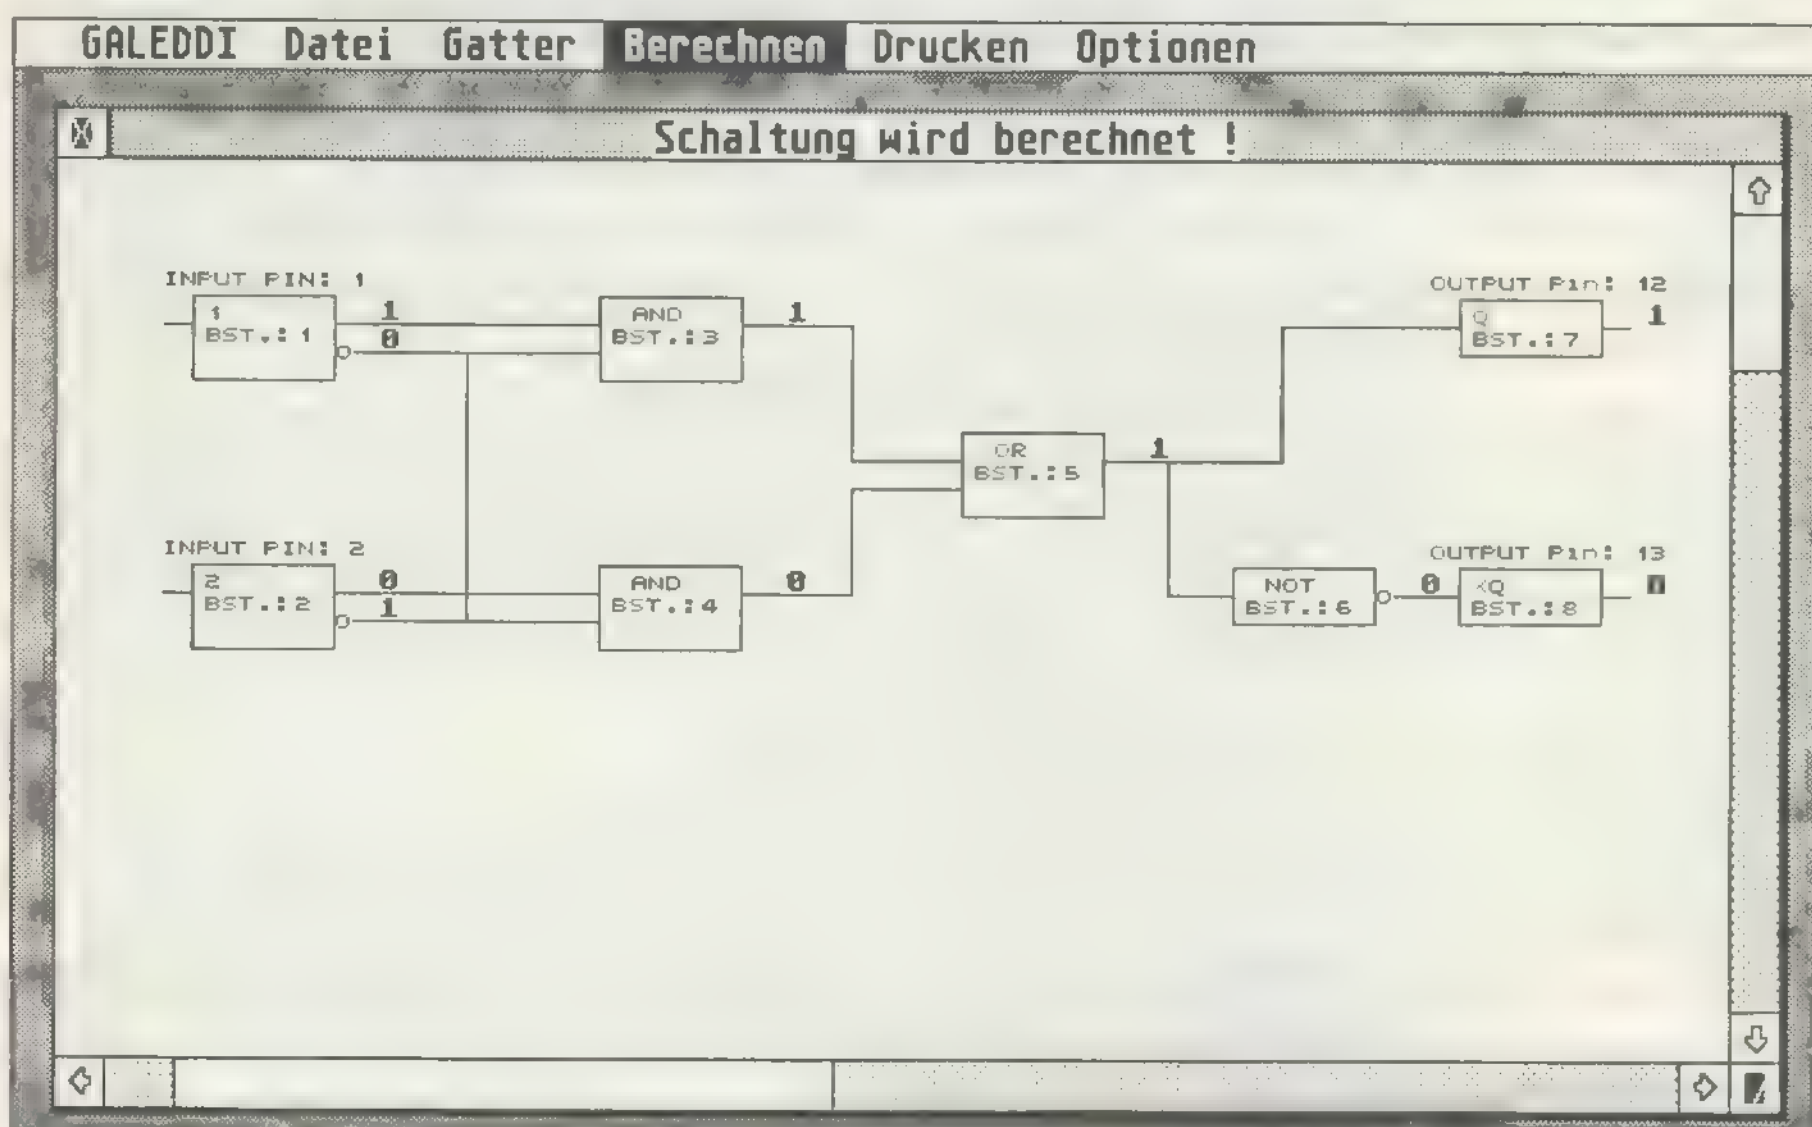 GALEDDI Datei Gatter Berechnen Drucken Optionen
Schaltung wird berechnet !
INPUT PIN: 1
1
BST.:1
1
0
AND
BST.:3
1
OUTPUT Pin: 12
Q
BST.:7
1
OR
BST.:5
1
INPUT PIN: 2
2
BST.:2
0
1
AND
BST.:4
0
NOT
BST.:6
0
OUTPUT Pin: 13
BST.:8
0